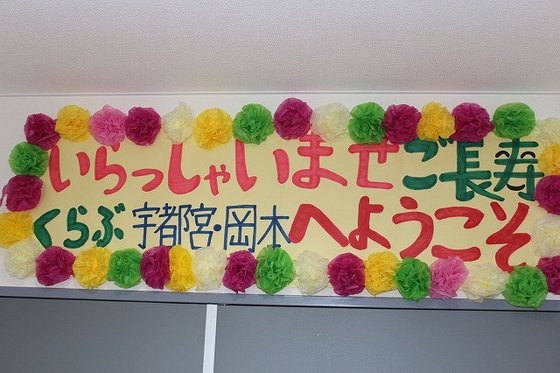 いらっしゃいませご長寿
くらぶ宇都宮・岡本へようこそ